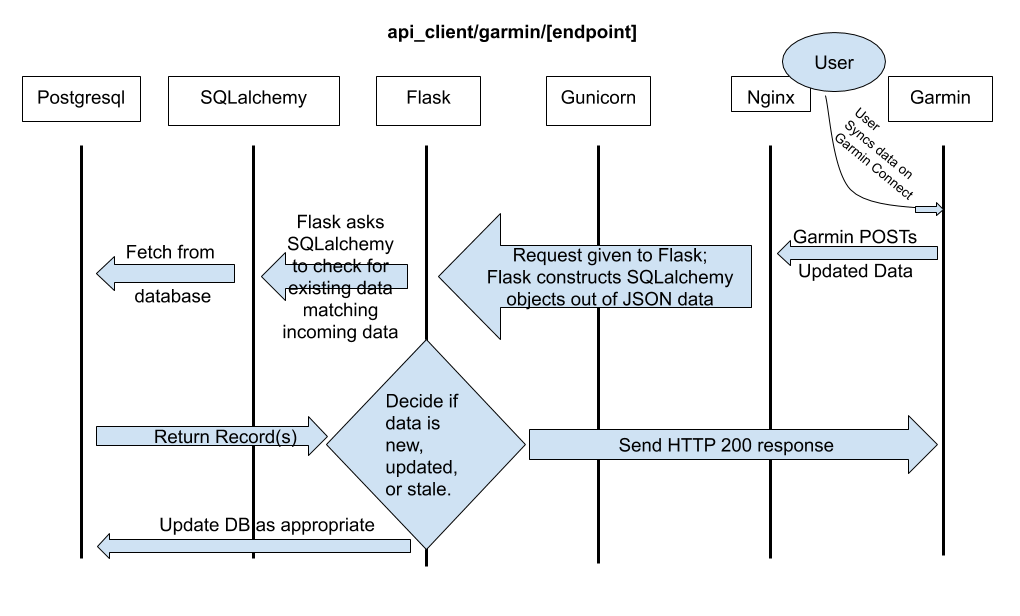 api_client/garmin/[endpoint]
User
Postgresql
SQLalchemy
Flask
Gunicorn
Nginx
Garmin
User
Syncs data on
Garmin Connect
Garmin POSTs
Updated Data
Request given to Flask;
Flask constructs SQLalchemy
objects out of JSON data
Flask asks
SQLalchemy
to check for
existing data
matching
incoming data
Fetch from
database
Return Record(s)
Decide if
data is
new,
updated,
or stale.
Send HTTP 200 response
Update DB as appropriate